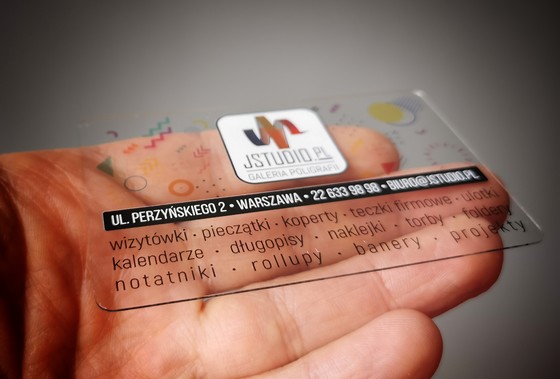 JSTUDIO.PL
GALERIA POLIGRAFII
UL. PERZYŃSKIEGO 2 • WARSZAWA • 22 633 98 98 • BIURO@JSTUDIO.PL
wizytówki · pieczątki · koperty · teczki firmowe · ulotki
kalendarze · długopisy · naklejki · torby · foldery
notatniki · rollupy · banery · projekty